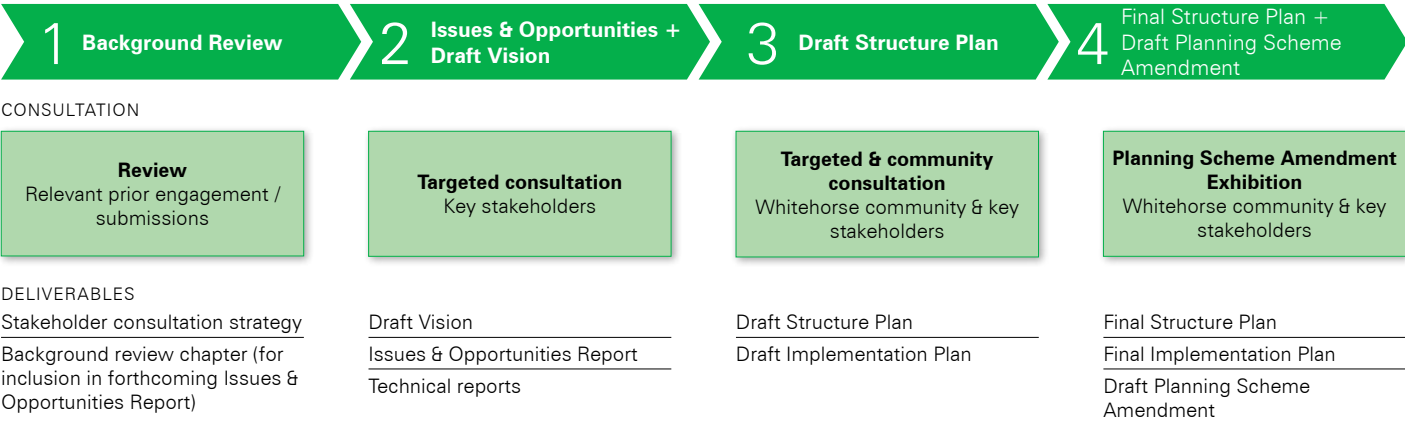 1 Background Review
2 Issues & Opportunities +
Draft Vision
3 Draft Structure Plan
4 Final Structure Plan +
Draft Planning Scheme
Amendment
CONSULTATION
Review
Relevant prior engagement /
submissions
Targeted consultation
Key stakeholders
Targeted & community
consultation
Whitehorse community & key
stakeholders
Planning Scheme Amendment
Exhibition
Whitehorse community & key
stakeholders
DELIVERABLES
Stakeholder consultation strategy
Background review chapter (for
inclusion in forthcoming Issues &
Opportunities Report)
Draft Vision
Issues & Opportunities Report
Technical reports
Draft Structure Plan
Draft Implementation Plan
Final Structure Plan
Final Implementation Plan
Draft Planning Scheme
Amendment